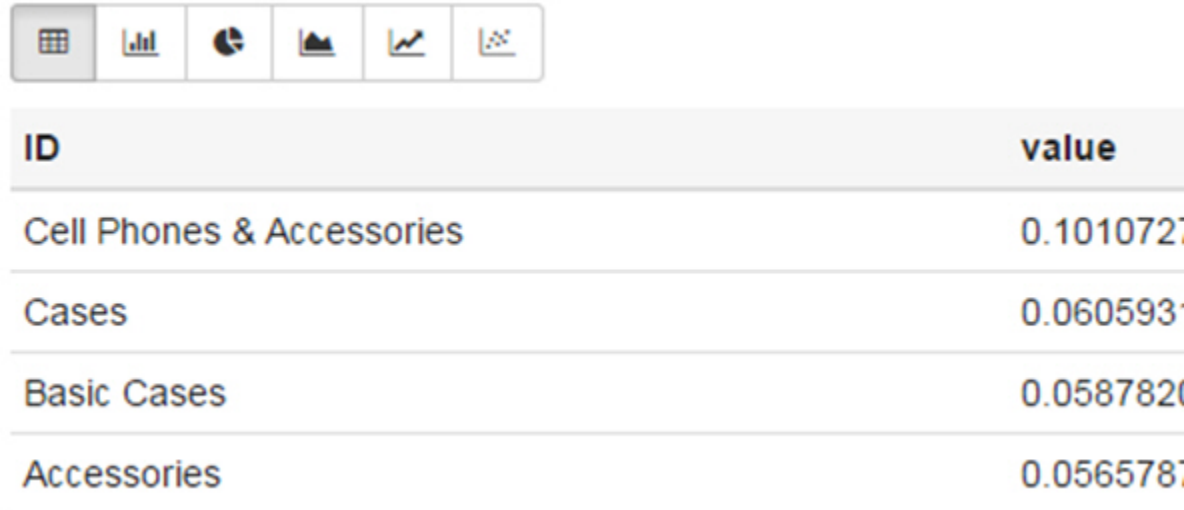 ID value
Cell Phones & Accessories 0.101072
Cases 0.060593
Basic Cases 0.058782
Accessories 0.056578